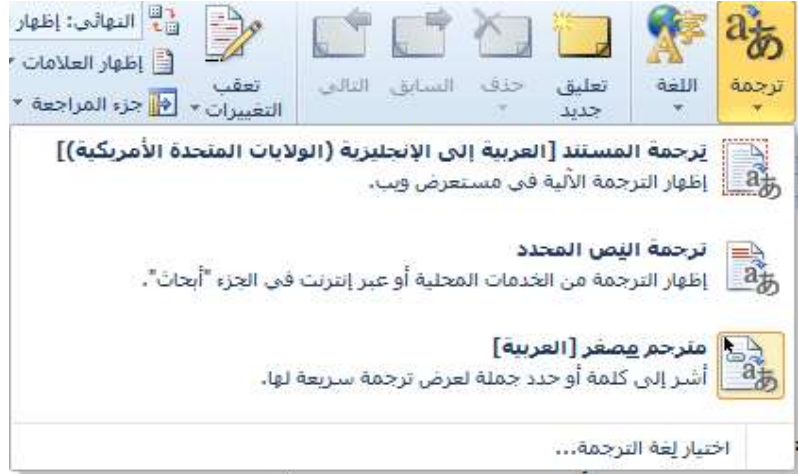 ترجمة
اللغة
تعليق
جديد
حذف
السابق
التالي
تعقب
التغييرات
النهائي: إظهار
إظهار العلامات
جزء المراجعة
ترجمة المستند [العربية إلى الإنجليزية (الولايات المتحدة الأمريكية)]
إظهار الترجمة الآلية في مستعرض ويب.
ترجمة النص المحدد
إظهار الترجمة من الخدمات المحلية أو عبر إنترنت في الجزء "أبحاث".
مترجم مصغر [العربية]
أشر إلى كلمة أو حدد جملة لعرض ترجمة سريعة لها.
اختيار لغة الترجمة...